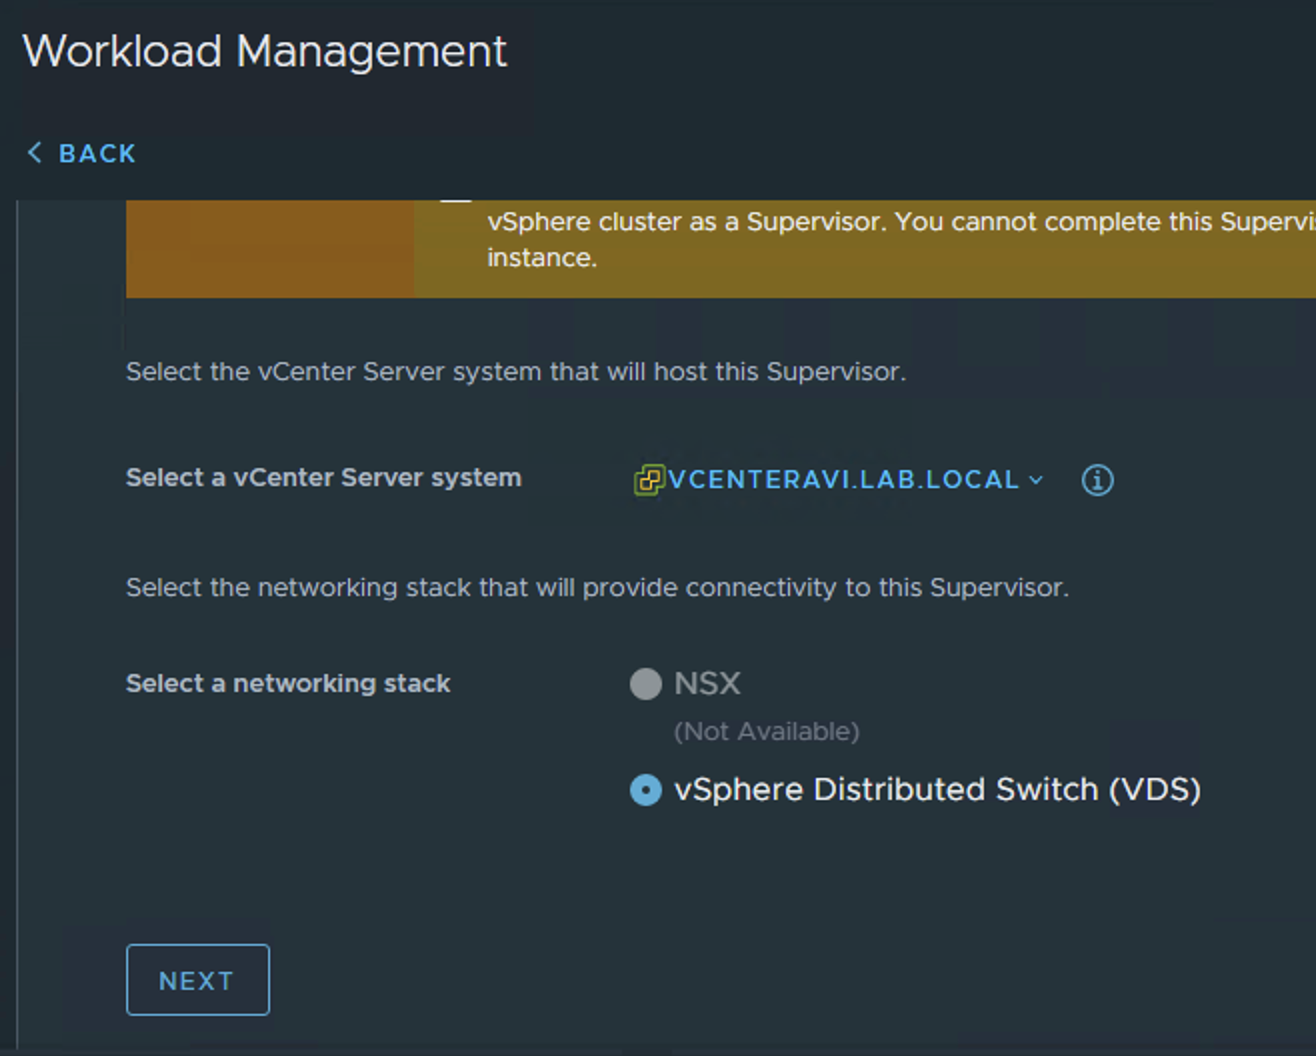 Workload Management
BACK
vSphere cluster as a Supervisor. You cannot complete this
instance.
Select the vCenter Server system that will host this Supervisor.
Select a vCenter Server system VCENTERAVI.LAB.LOCAL
Select the networking stack that will provide connectivity to this Supervisor.
Select a networking stack NSX
(Not Available)
vSphere Distributed Switch (VDS)
NEXT